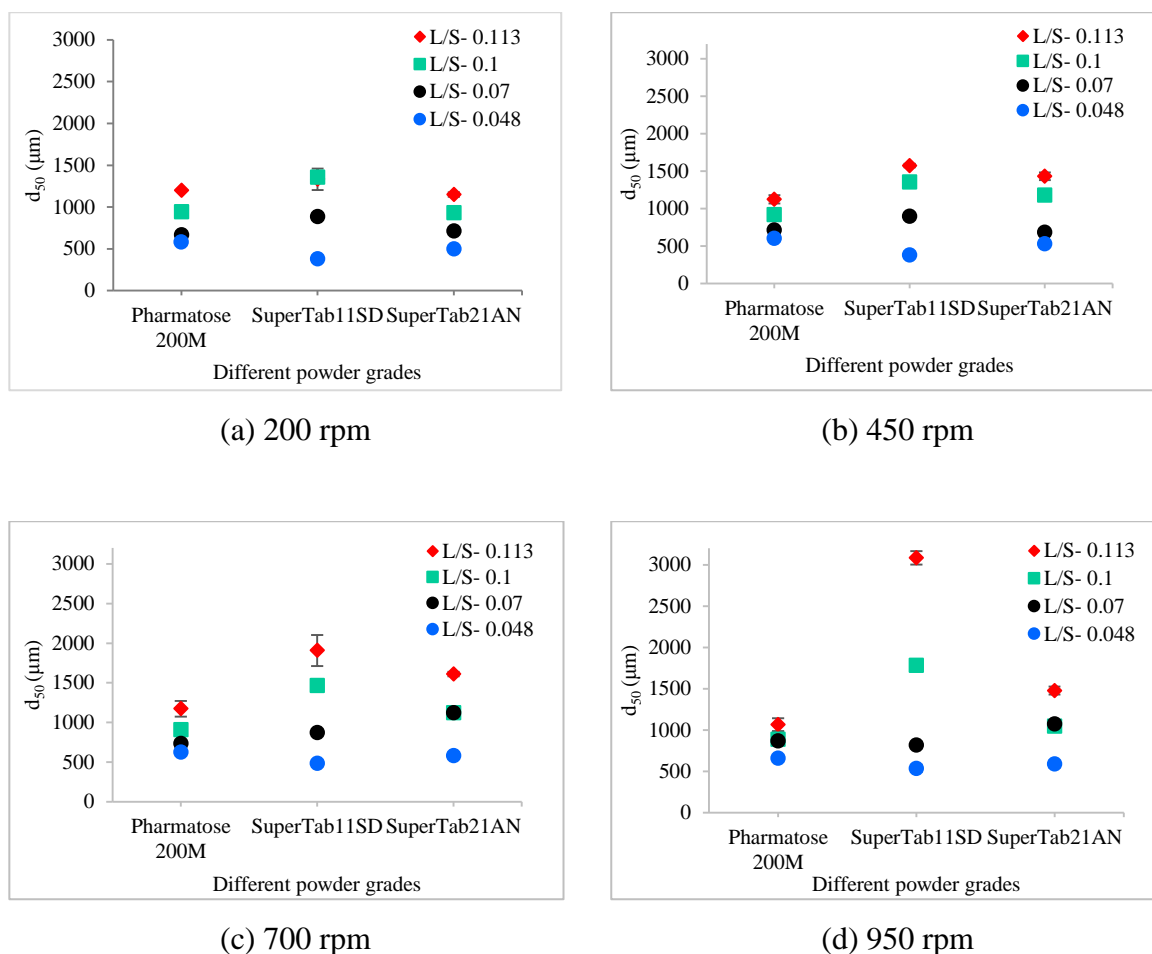 3000
2500
2000
1500
1000
500
0
d50 (μm)
L/S- 0.113
L/S- 0.1
L/S- 0.07
L/S- 0.048
Pharmatose
200M
SuperTab11SD
SuperTab21AN
Different powder grades
(a) 200 rpm
3000
2500
2000
1500
1000
500
0
d50 (μm)
L/S- 0.113
L/S- 0.1
L/S- 0.07
L/S- 0.048
Pharmatose
200M
SuperTab11SD
SuperTab21AN
Different powder grades
(b) 450 rpm
3000
2500
2000
1500
1000
500
0
d50 (μm)
L/S- 0.113
L/S- 0.1
L/S- 0.07
L/S- 0.048
Pharmatose
200M
SuperTab11SD
SuperTab21AN
Different powder grades
(c) 700 rpm
3000
2500
2000
1500
1000
500
0
d50 (μm)
L/S- 0.113
L/S- 0.1
L/S- 0.07
L/S- 0.048
Pharmatose
200M
SuperTab11SD
SuperTab21AN
Different powder grades
(d) 950 rpm